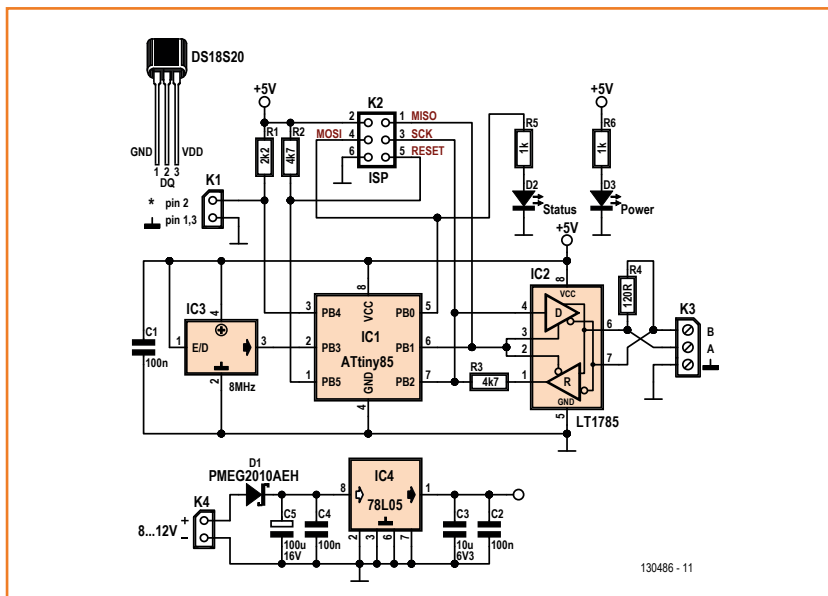 DS18S20
+5V
+5V
K2
R1
2k2
R2
4k7
MOSI
2
4
6
1
3
5
MISO
SCK
RESET
ISP
R5
1k
R6
1k
GND
VDD
1 2 3
DQ
K1
* pin 2
pin 1,3
D2
Status
D3
Power
+5V
IC2
R4
120R
K3
B
A
8
VCC
D
R
4
3
2
1
6
7
GND
5
LT1785
IC3
4
1
E/D
3
2
8MHz
C1
100n
8
VCC
3
PB4
PB0
5
IC1
ATtiny85
2
PB3
PB1
6
1
PB5
PB2
7
GND
4
R3
4k7
D1
PMEG2010AEH
K4
8...12V
+
–
C5
100u
16V
C4
100n
IC4
78L05
8
1
2
3
6
7
C3
10u
6V3
C2
100n
130486 - 11